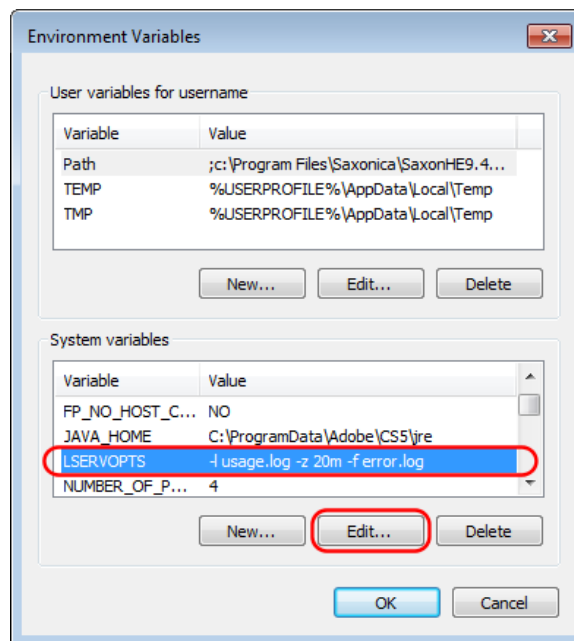 Environment Variables
User variables for username
Variable Value
Path ;c:\Program Files\Saxonica\SaxonHE9.4...
TEMP %USERPROFILE%\AppData\Local\Temp
TMP %USERPROFILE%\AppData\Local\Temp
New... Edit... Delete
System variables
Variable Value
FP_NO_HOST_C... NO
JAVA_HOME C:\ProgramData\Adobe\CS5\jre
LSERVOPTS -l usage.log -z 20m -f error.log
NUMBER_OF_P... 4
New... Edit... Delete
OK Cancel